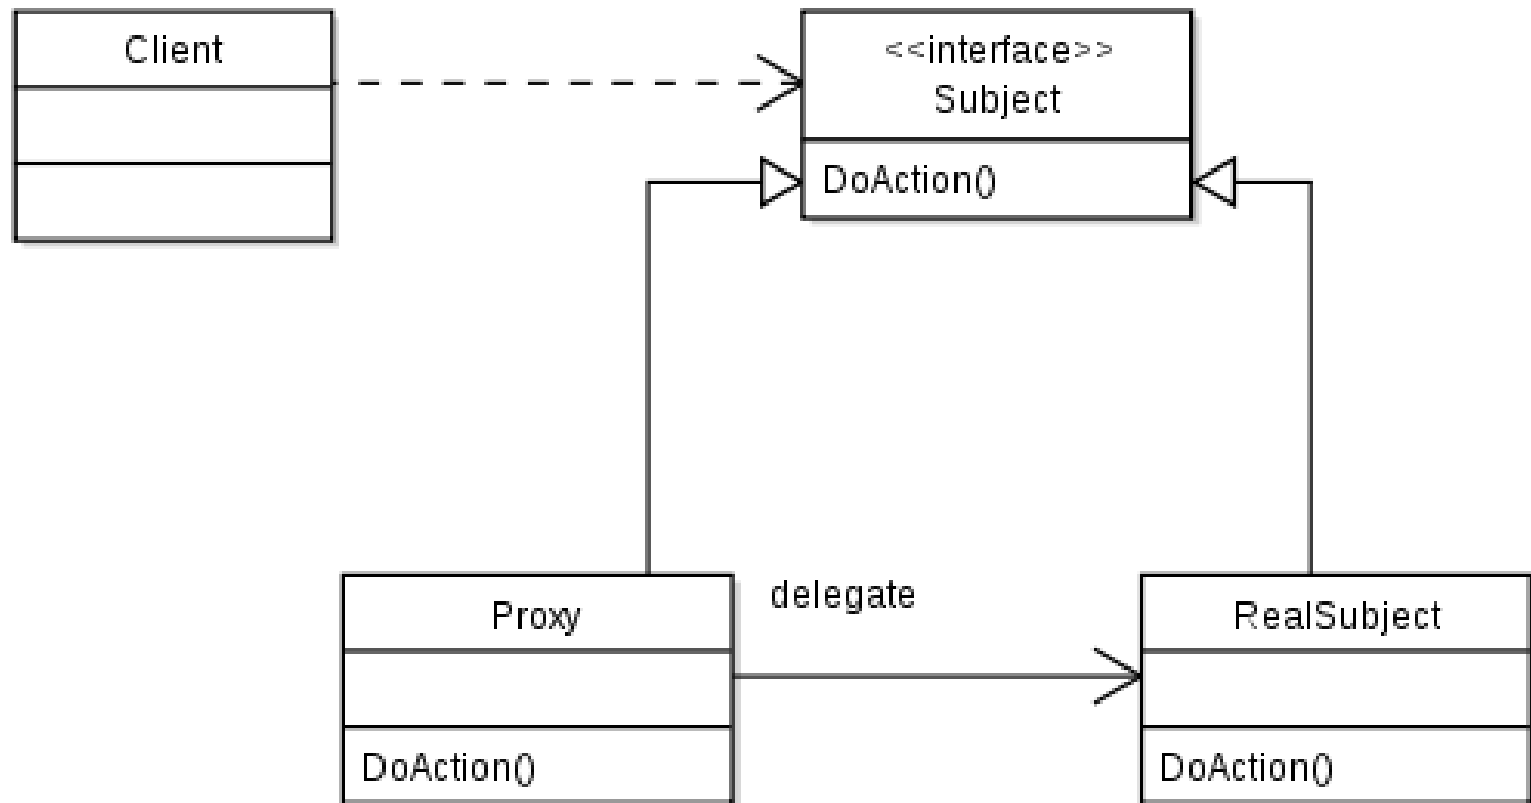 Client
<<interface>>
Subject
DoAction()
delegate
Proxy
RealSubject
DoAction()
DoAction()